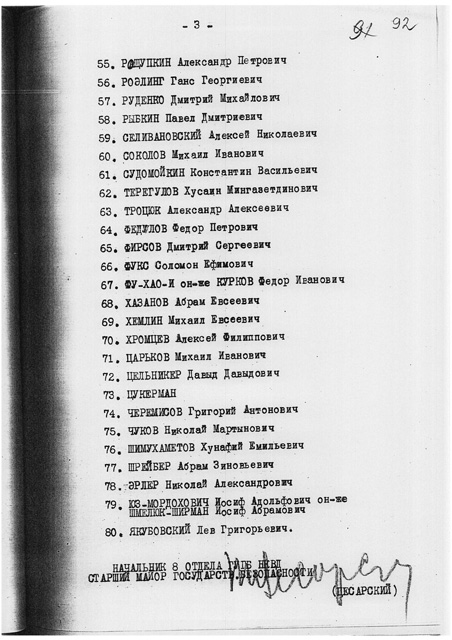 - 3 -
91 92
55. РОЩУПКИН Александр Петрович
56. РОЭЛИНГ Ганс Георгиевич
57. РУДЕНКО Дмитрий Михайлович
58. РЫБКИН Павел Дмитриевич
59. СЕЛИВАНОВСКИЙ Алексей Николаевич
60. СОКОЛОВ Михаил Иванович
61. СУДОМОЙКИН Константин Васильевич
62. ТЕРЕГУЛОВ Хусаин Мингазетдинович
63. ТРОЦЮК Александр Алексеевич
64. ФЕДУЛОВ Федор Петрович
65. ФИРСОВ Дмитрий Сергеевич
66. ФУКС Соломон Ефимович
67. ФУ-ХАО-И он-же КУРКОВ Федор Иванович
68. ХАЗАНОВ Абрам Евсеевич
69. ХЕМЛИН Михаил Евсеевич
70. ХРОМЦЕВ Алексей Филиппович
71. ЦАРЬКОВ Михаил Иванович
72. ЦЕЛЬНИКЕР Давыд Давыдович
73. ЦУКЕРМАН
74. ЧЕРЕМИСОВ Григорий Антонович
75. ЧУКОВ Николай Мартынович
76. ШИМУХАМЕТОВ Хунафий Емильевич
77. ШРЕЙБЕР Абрам Зиновьевич
78. ЭРЛЕР Николай Александрович
79. ЮЗ-МОРДОХОВИЧ Иосиф Адольфович он-же
ШМЕЛЮК-ШИРМАН Иосиф Абрамович
80. ЯКУБОВСКИЙ Лев Григорьевич.
НАЧАЛЬНИК 8 ОТДЕЛА ГУГБ НКВД
СТАРШИЙ МАЙОР ГОСУДАРСТ. БЕЗОПАСНОСТИ
(ЦЕСАРСКИЙ)